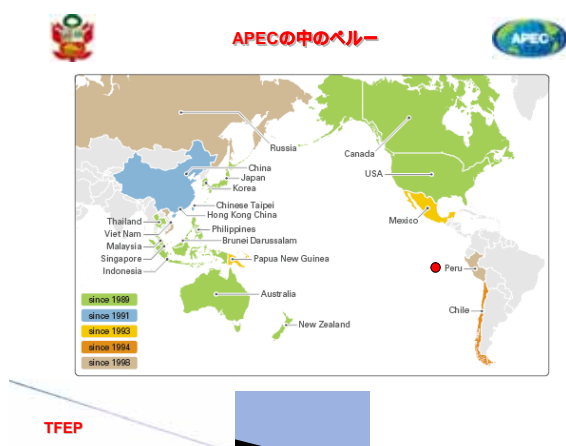 APECの中のペルー
APEC
Russia
Canada
China
Japan
Korea
USA
Chinese Taipei
Hong Kong China
Mexico
Thailand
Philippines
Viet Nam
Brunei Darussalam
Malaysia
Singapore
Papua New Guinea
Indonesia
Peru
Australia
since 1989
since 1991
Chile
New Zealand
since 1993
since 1994
since 1998
TFEP